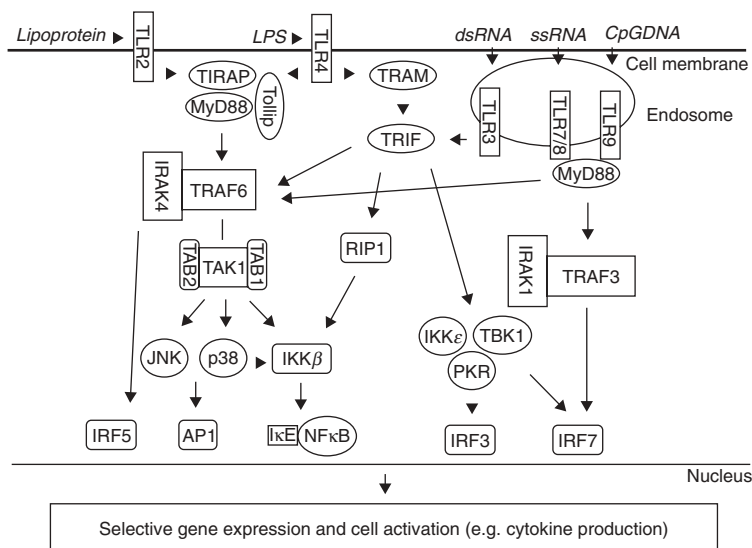 Lipoprotein
TLR2
LPS
TLR4
dsRNA
ssRNA
CpGDNA
Cell membrane
TIRAP
MyD88
Tollip
TRAM
TRIF
TLR3
TLR7/8
TLR9
Endosome
MyD88
IRAK4
TRAF6
TAB2
TAK1
TAB1
RIP1
IRAK1
TRAF3
JNK
p38
IKKβ
IKKε
TBK1
PKR
IRF5
AP1
IκE
NFκB
IRF3
IRF7
Nucleus
Selective gene expression and cell activation (e.g. cytokine production)